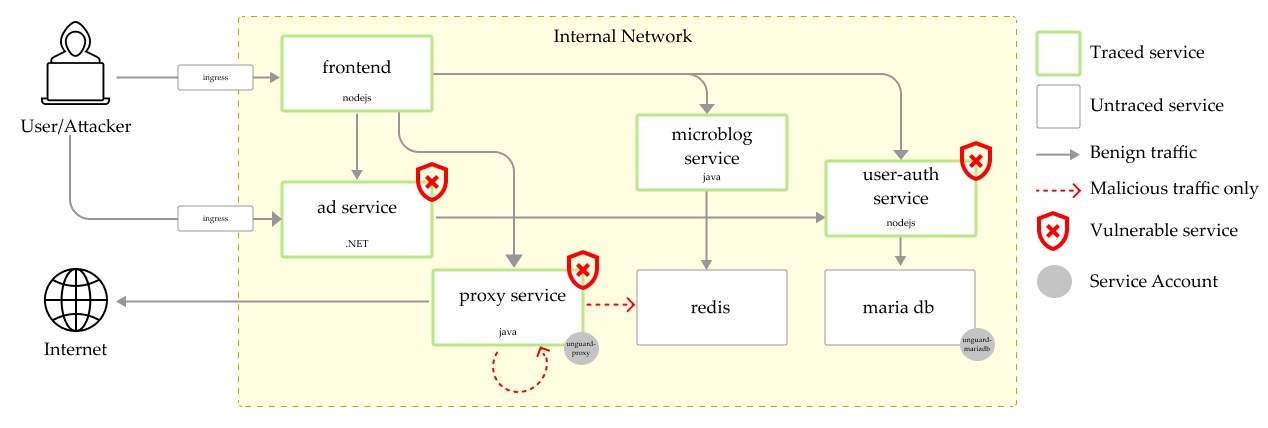 Internal Network
User/Attacker
ingress
frontend
nodejs
microblog
service
java
user-auth
service
nodejs
ingress
ad service
.NET
proxy service
java
unguard-
proxy
redis
maria db
unguard-
mariadb
Internet
Traced service
Untraced service
Benign traffic
Malicious traffic only
Vulnerable service
Service Account